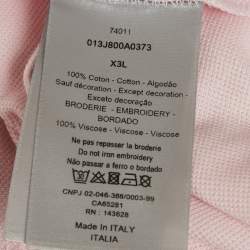 74011
013J800A0373
X3L
100% Coton - Cotton - Algodão
Sauf décoration - Except decoration -
Exceto decoração
BRODERIE - EMBROIDERY -
BORDADO
100% Viscose - Viscose - Viscose
Ne pas repasser la broderie
Do not iron embroidery
Não passar a ferro o bordado
CNPJ 02-046-386/0003-99
CA65281
RN : 143628
Made In ITALY
ITALIA